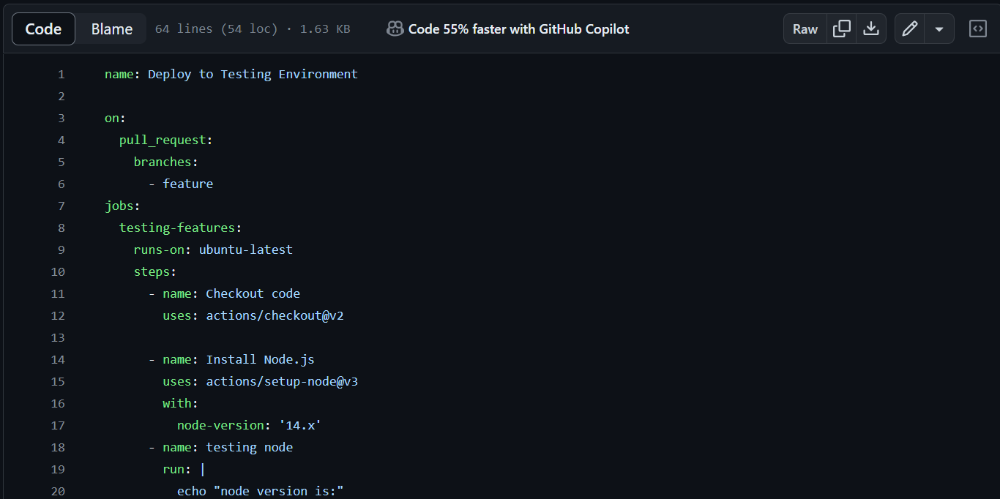 Code Blame 64 lines (54 loc) · 1.63 KB Code 55% faster with GitHub Copilot Raw
1 name: Deploy to Testing Environment
2
3 on:
4   pull_request:
5     branches:
6       - feature
7 jobs:
8   testing-features:
9     runs-on: ubuntu-latest
10     steps:
11       - name: Checkout code
12         uses: actions/checkout@v2
13
14       - name: Install Node.js
15         uses: actions/setup-node@v3
16         with:
17           node-version: '14.x'
18       - name: testing node
19         run: |
20           echo "node version is:"